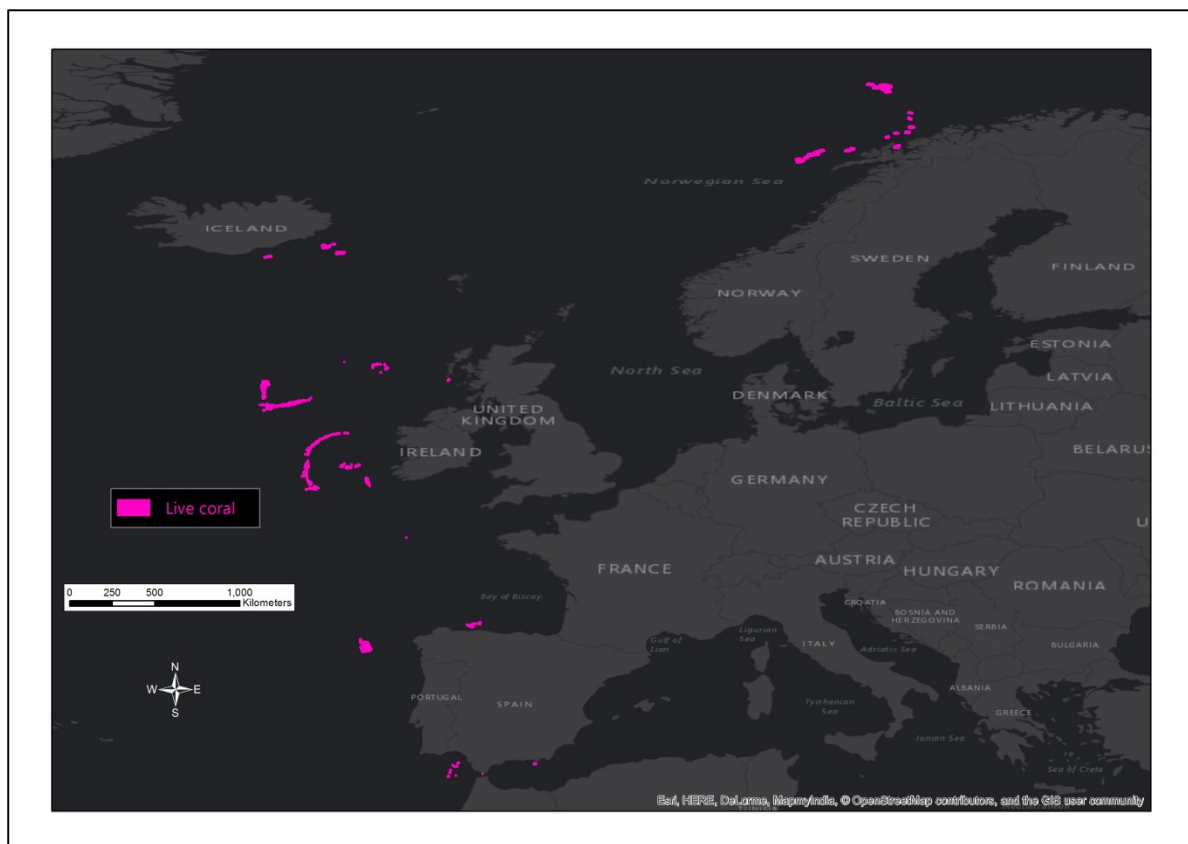 Norwegian Sea
ICELAND
SWEDEN
FINLAND
NORWAY
ESTONIA
North Sea
LATVIA
DENMARK
Baltic Sea
LITHUANIA
UNITED
KINGDOM
IRELAND
BELARUS
GERMANY
Live coral
CZECH
REPUBLIC
U
AUSTRIA
FRANCE
HUNGARY
ROMANIA
0 250 500 1,000
Kilometers
Bay of Biscay
CROATIA
BOSNIA AND
HERZEGOVINA
SERBIA
Gulf of
Lion
Ligurian
Sea
ITALY
Adriatic Sea
BULGARIA
N
W E
S
PORTUGAL
SPAIN
ALBANIA
Tyrrhenian
Sea
GREECE
Ionian Sea
Sea of Crete
Esri, HERE, DeLorme, MapmyIndia, © OpenStreetMap contributors, and the GIS user community
TUNISIA